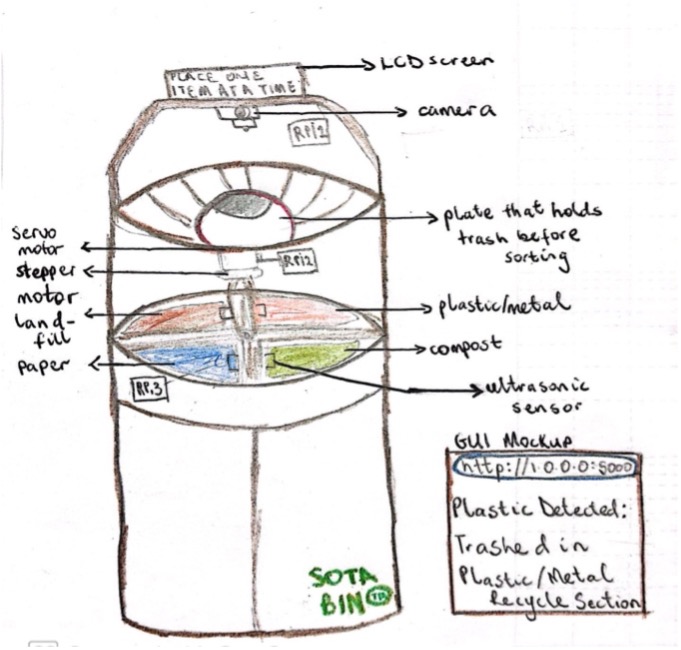 PLACE ONE
ITEM AT A TIME
LCD screen
camera
RPi2
plate that holds
trash before
sorting
servo
motor
stepper
motor
RPi2
land-
fill
plastic/metal
paper
compost
RPi3
ultrasonic
sensor
GUI Mockup
http://1.0.0.0:5000
Plastic Detected:
Trashed in
Plastic/Metal
Recycle Section
SOTA
BIN